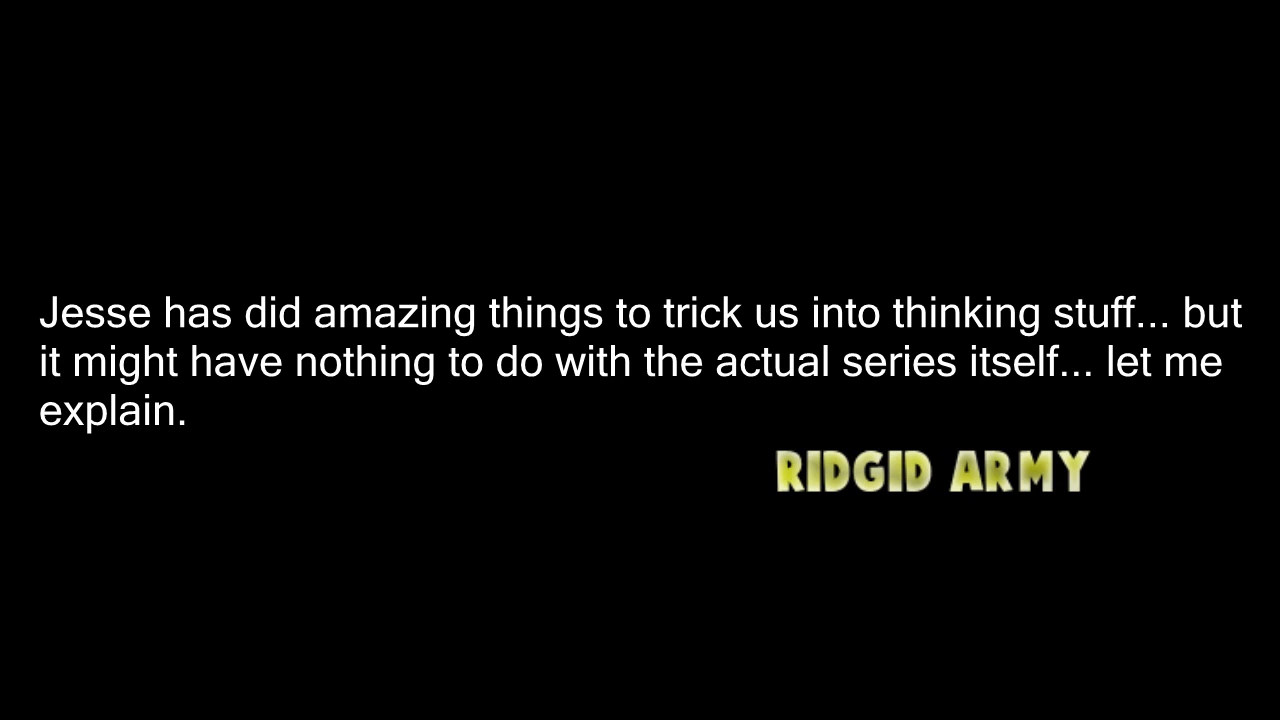 Jesse has did amazing things to trick us into thinking stuff... but
it might have nothing to do with the actual series itself... let me
explain.
RIDGID ARMY